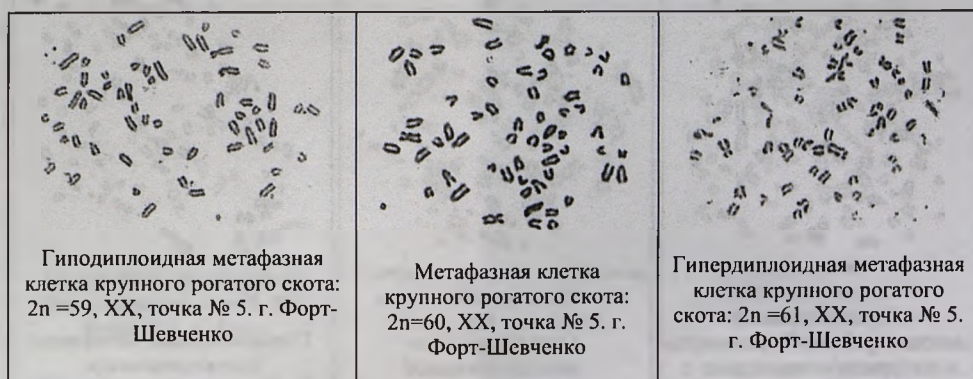 Гиподиплоидная метафазная
клетка крупного рогатого скота:
2n =59, XX, точка № 5. г. Форт-
Шевченко
Метафазная клетка
крупного рогатого скота:
2n=60, XX, точка № 5. г.
Форт-Шевченко
Гипердиплоидная метафазная
клетка крупного рогатого
скота: 2n =61, XX, точка № 5.
г. Форт-Шевченко